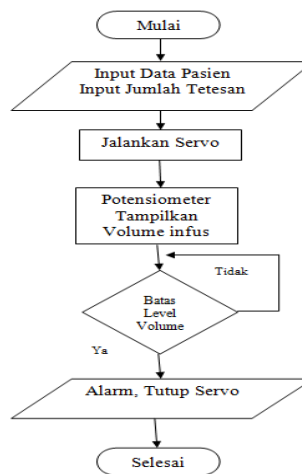 Mulai
Input Data Pasien
Input Jumlah Tetesan
Jalankan Servo
Potensiometer
Tampilkan
Volume infus
Tidak
Batas
Level
Volume
Ya
Alarm, Tutup Servo
Selesai